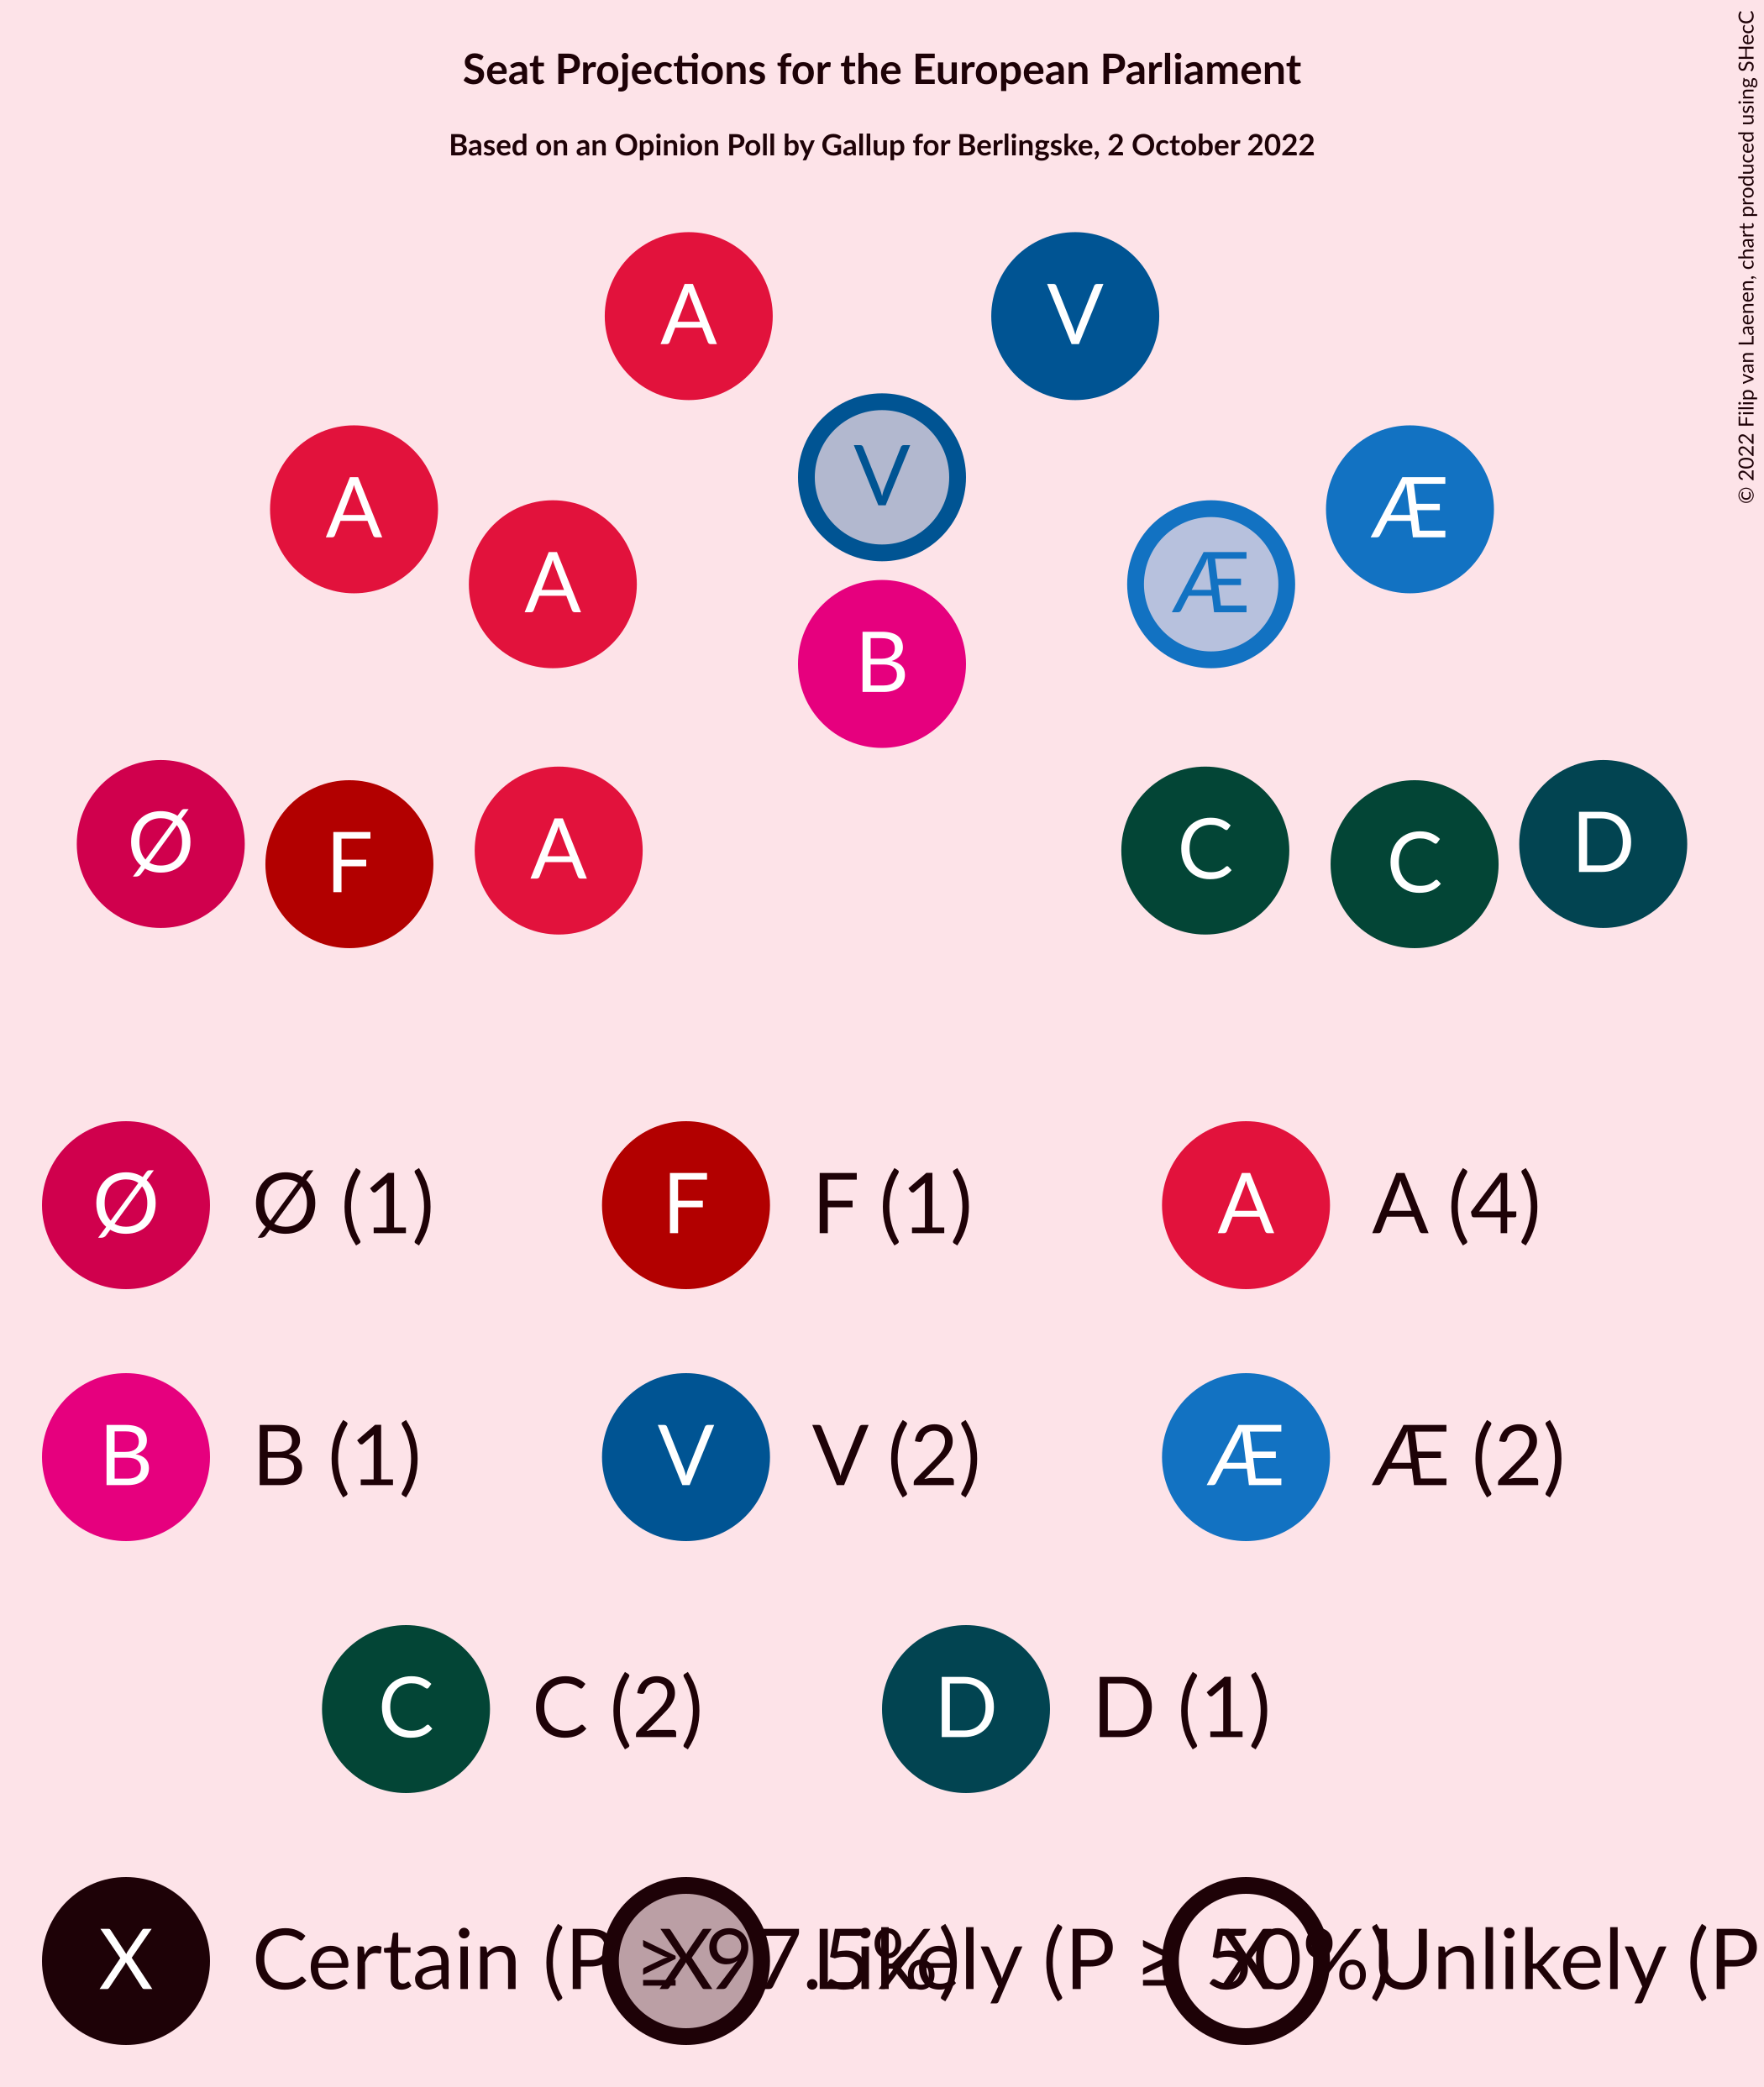 Seat Projections for the European Parliament
Based on an Opinion Poll by Gallup for Berlingske, 2 October 2022
© 2022 Filip van Laenen, chart produced using SHecC
A V
V
A Æ
A Æ
B
Ø F A C C D
Ø Ø (1) F F (1) A A (4)
B B (1) V V (2) Æ Æ (2)
C C (2) D D (1)
X Certain (P ≥ 97.5%) X Likely (P ≥ 50%) X Unlikely (P